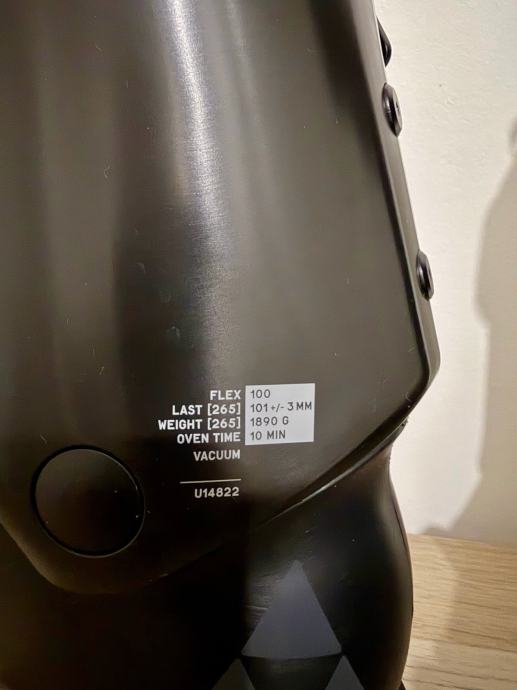 FLEX 100
LAST [265] 101 +/- 3 MM
WEIGHT [265] 1890 G
OVEN TIME 10 MIN
VACUUM
U14822